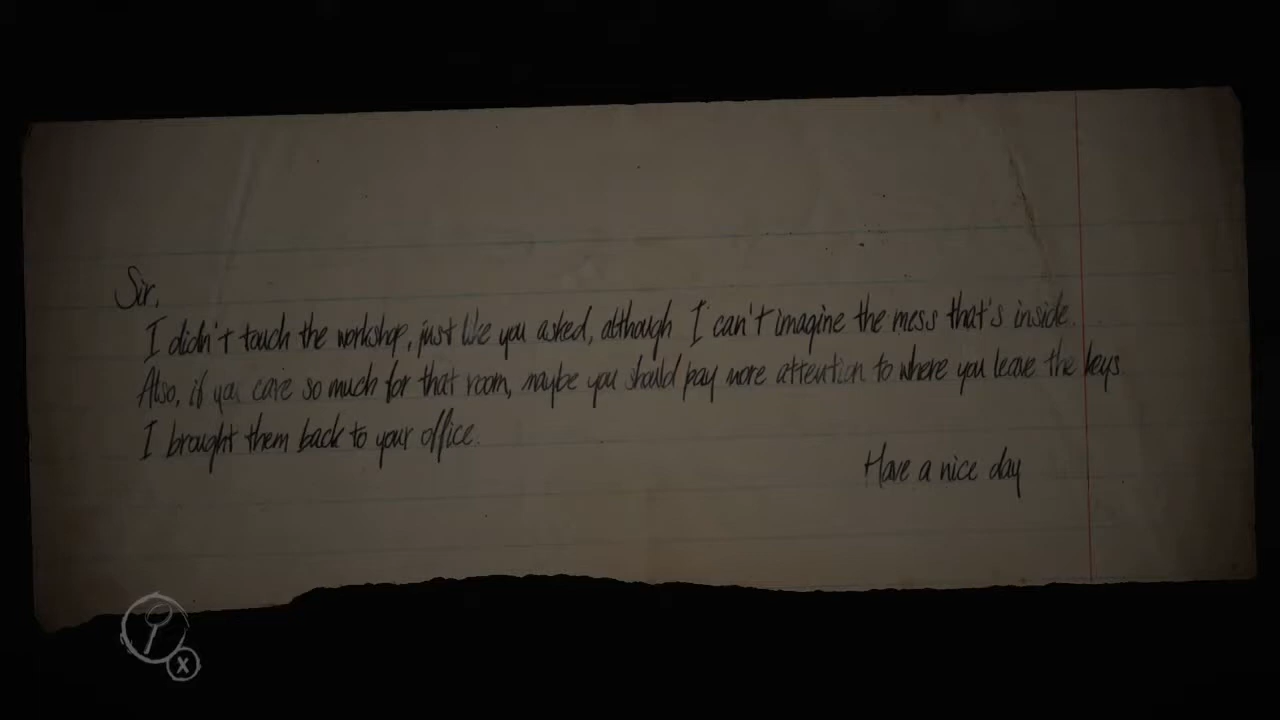 Sir,
I didn't touch the workshop, just like you asked, although I can't imagine the mess that's inside.
Also, if you care so much for that room, maybe you should pay more attention to where you leave the keys.
I brought them back to your office.
Have a nice day
X